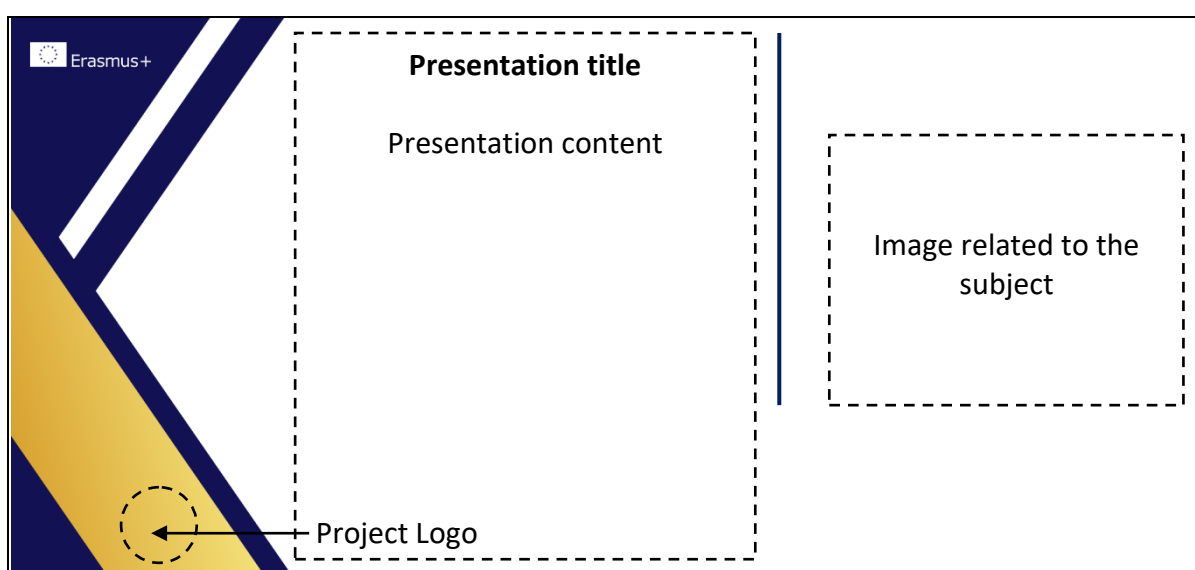 Erasmus+
Presentation title
Presentation content
Image related to the
subject
Project Logo